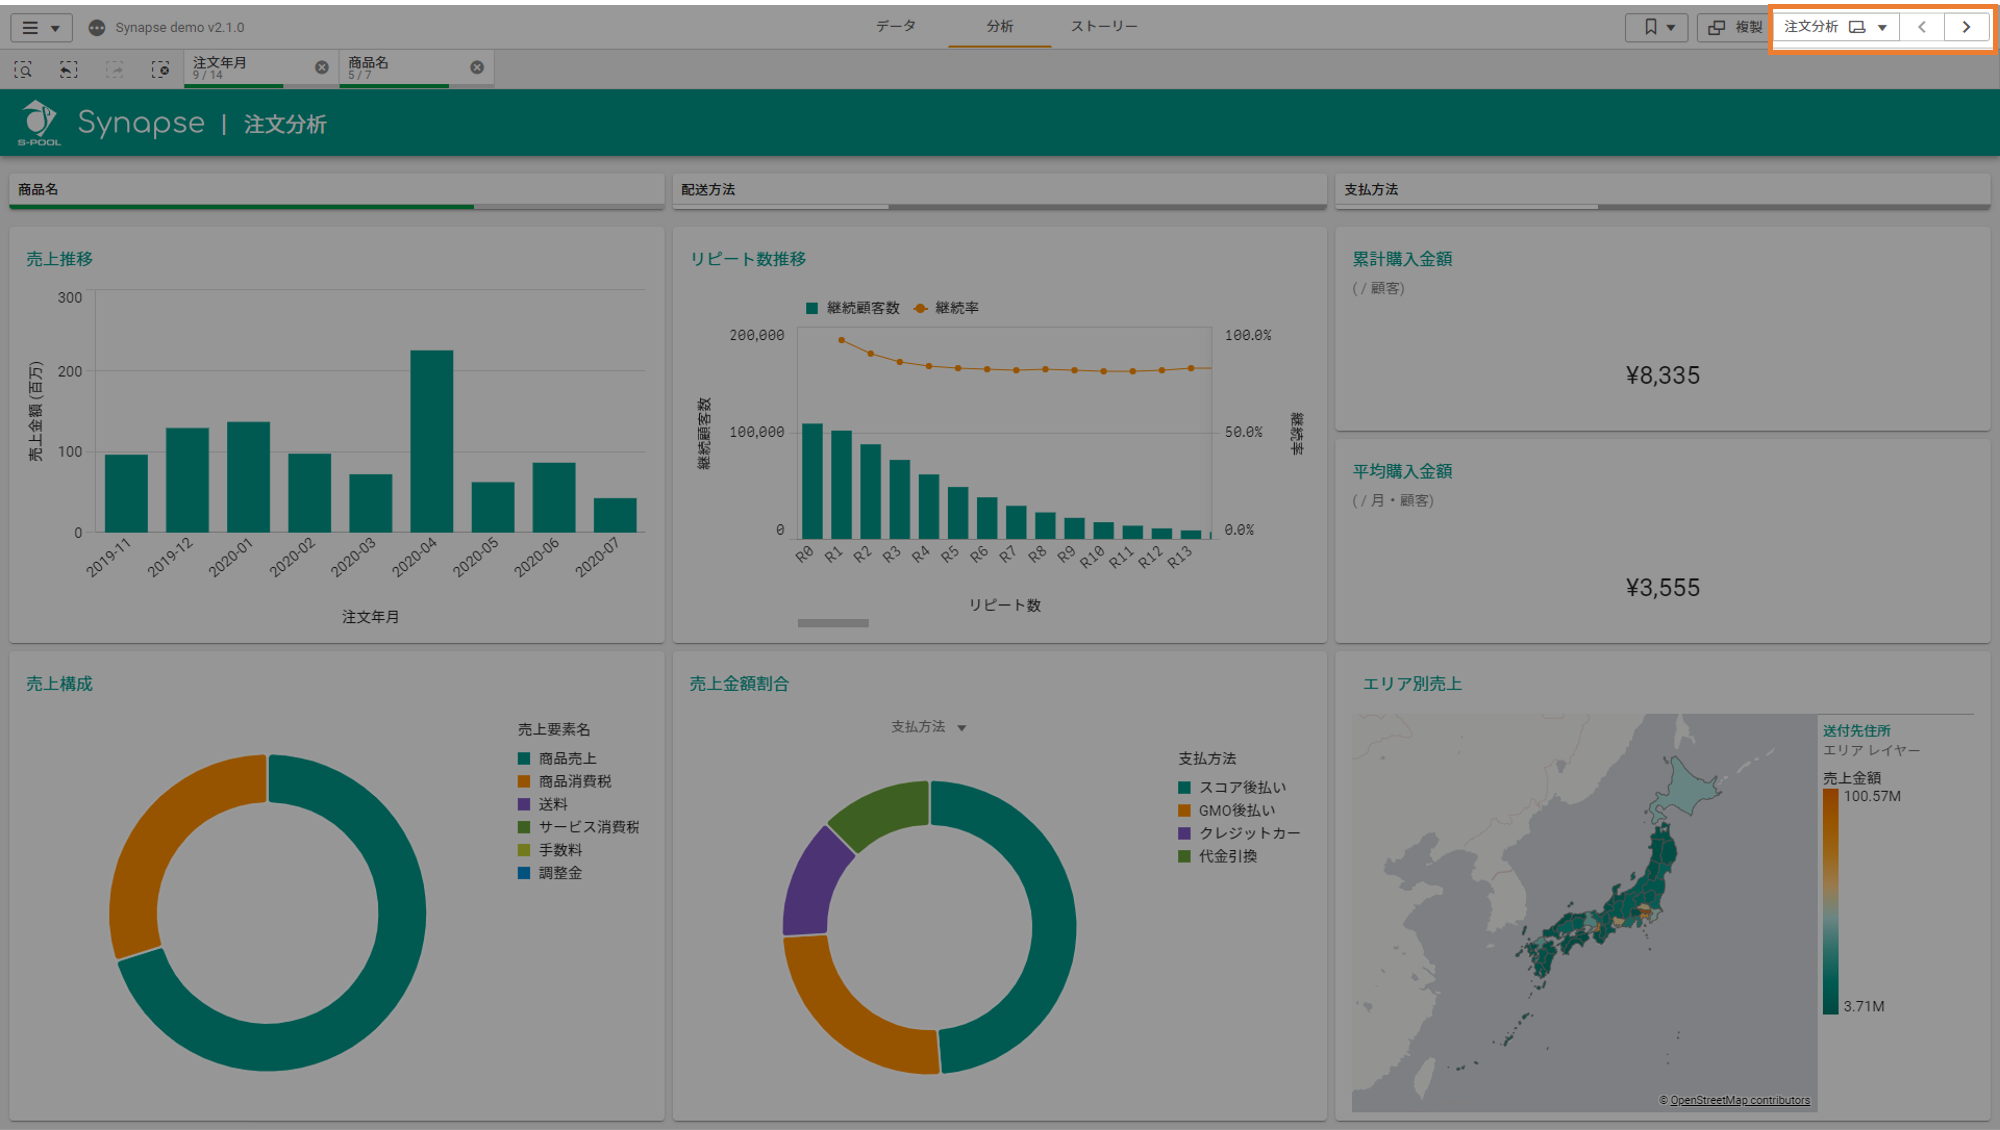 Synapse demo v2.1.0
データ
分析
ストーリー
複製
注文分析
注文年月
9 / 14
商品名
5 / 7
S-POOL
Synapse | 注文分析
商品名
配送方法
支払方法
売上推移
300
200
100
0
売上金額 (百万)
2019-11
2019-12
2020-01
2020-02
2020-03
2020-04
2020-05
2020-06
2020-07
注文年月
リピート数推移
継続顧客数
継続率
200,000
100,000
0
継続顧客数
100.0%
50.0%
0.0%
継続率
R0
R1
R2
R3
R4
R5
R6
R7
R8
R9
R10
R11
R12
R13
リピート数
累計購入金額
( / 顧客)
¥8,335
平均購入金額
( / 月・顧客)
¥3,555
売上構成
売上要素名
商品売上
商品消費税
送料
サービス消費税
手数料
調整金
売上金額割合
支払方法
支払方法
スコア後払い
GMO後払い
クレジットカー
代金引換
エリア別売上
送付先住所
エリア レイヤー
売上金額
100.57M
3.71M
© OpenStreetMap contributors